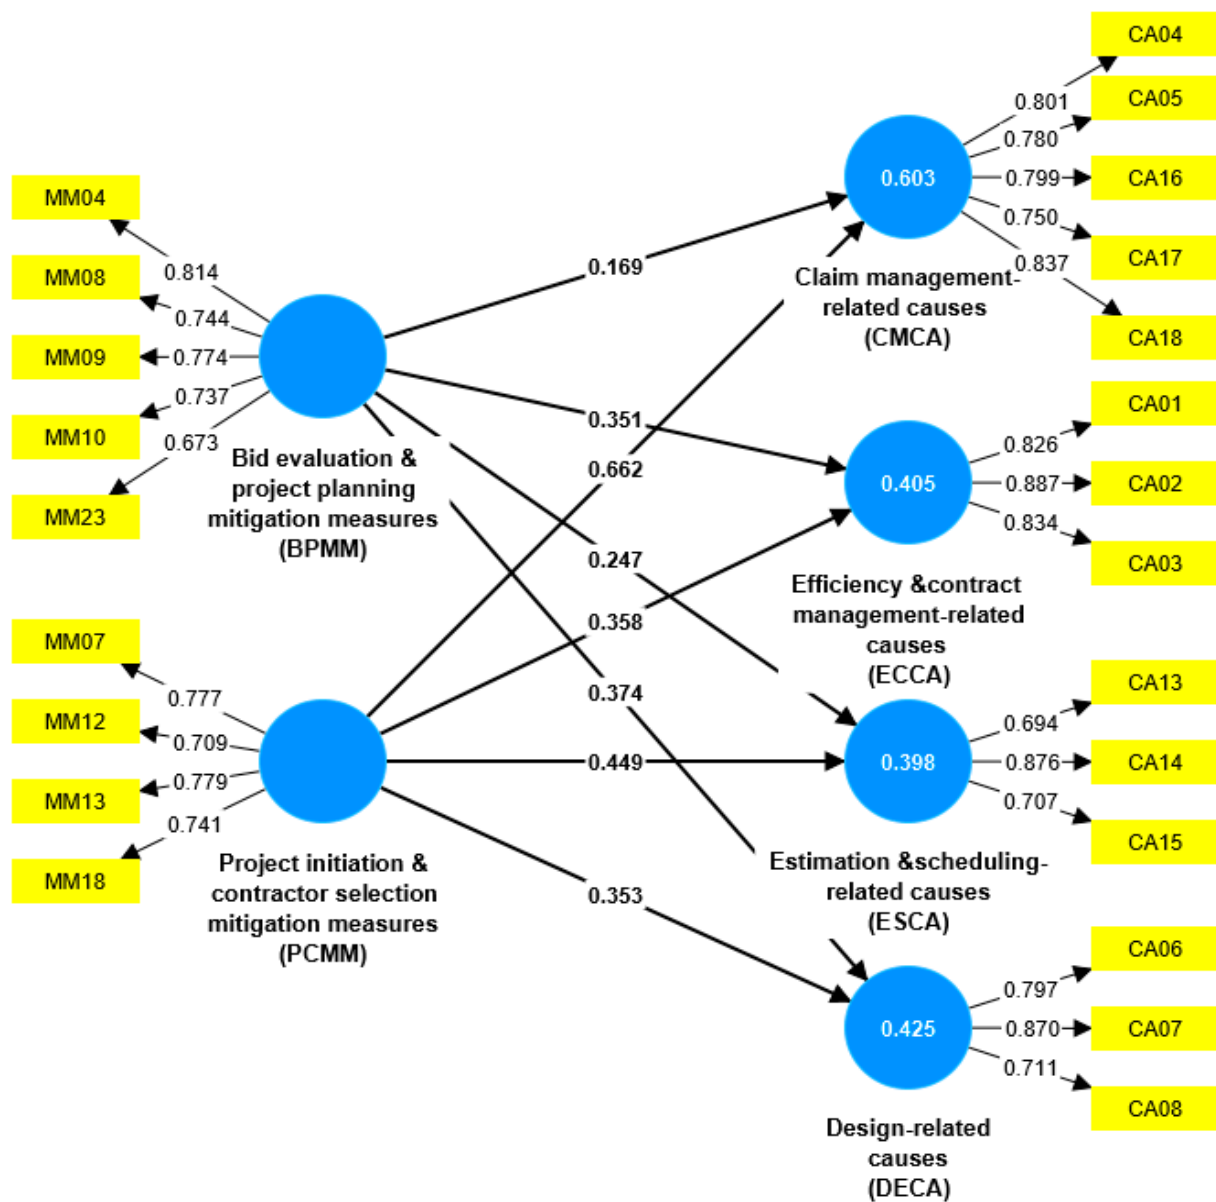 CA04
0.801
CA05
0.780
0.603
0.799
CA16
0.750
CA17
0.837
CA18
Claim management-
related causes
(CMCA)
MM04
0.814
MM08
0.744
MM09
0.774
MM10
0.737
MM23
0.673
Bid evaluation &
project planning
mitigation measures
(BPMM)
0.169
0.351
0.662
0.247
0.358
0.374
0.449
0.353
CA01
0.826
0.405
0.887
CA02
0.834
CA03
Efficiency &contract
management-related
causes
(ECCA)
MM07
0.777
MM12
0.709
MM13
0.779
MM18
0.741
Project initiation &
contractor selection
mitigation measures
(PCMM)
CA13
0.694
0.398
0.876
CA14
0.707
CA15
Estimation &scheduling-
related causes
(ESCA)
CA06
0.797
0.425
0.870
CA07
0.711
CA08
Design-related
causes
(DECA)